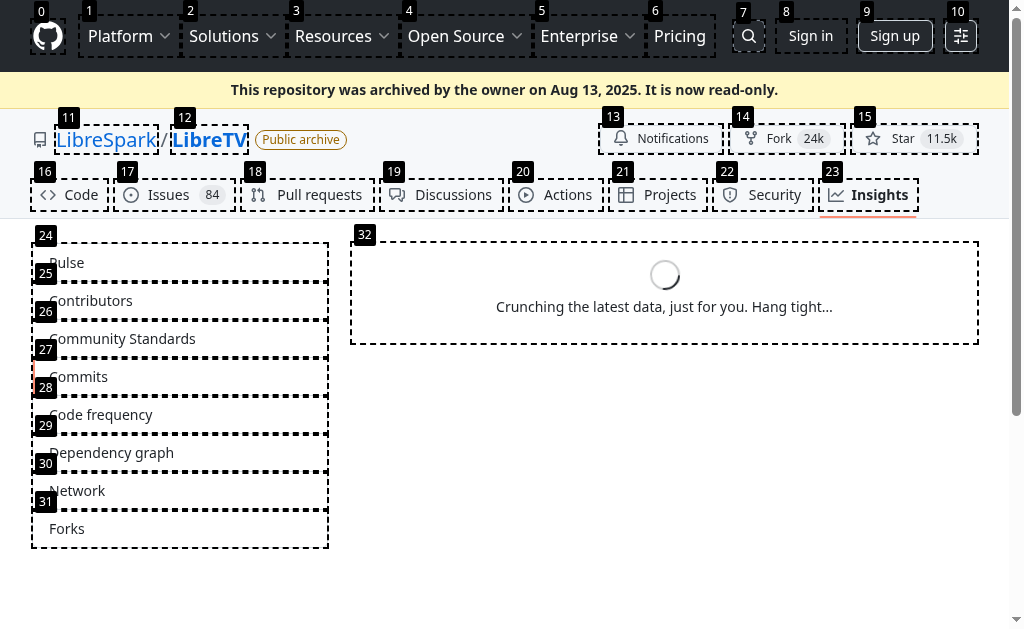 Platform Solutions Resources Open Source Enterprise Pricing Sign in Sign up
0 1 2 3 4 5 6 7 8 9 10
This repository was archived by the owner on Aug 13, 2025. It is now read-only.
11 12 13 14 15
LibreSpark / LibreTV Public archive Notifications Fork 24k Star 11.5k
16 17 18 19 20 21 22 23
Code Issues 84 Pull requests Discussions Actions Projects Security Insights
24
Pulse
25
Contributors
26
Community Standards
27
Commits
28
Code frequency
29
Dependency graph
30
Network
31
Forks
32
Crunching the latest data, just for you. Hang tight…